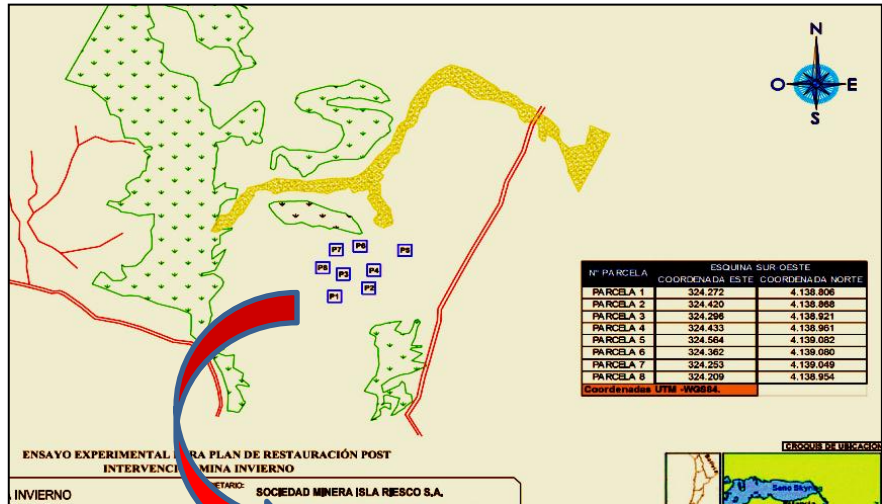 N
O E
S
P7 P6 P5
P8 P3 P4
P1 P2
N° PARCELA ESQUINA SUR OESTE
COORDENADA ESTE COORDENADA NORTE
PARCELA 1 324.272 4.138.806
PARCELA 2 324.420 4.138.868
PARCELA 3 324.296 4.138.921
PARCELA 4 324.433 4.138.961
PARCELA 5 324.564 4.139.082
PARCELA 6 324.362 4.139.080
PARCELA 7 324.253 4.139.049
PARCELA 8 324.209 4.138.954
Coordenadas UTM -WGS84.
CROQUIS DE UBICACION
ENSAYO EXPERIMENTAL RA PLAN DE RESTAURACIÓN POST
INTERVENCI MINA INVIERNO
INVIERNO ETARIO: SOCIEDAD MINERA ISLA RIESCO S.A.
Seno Skyring